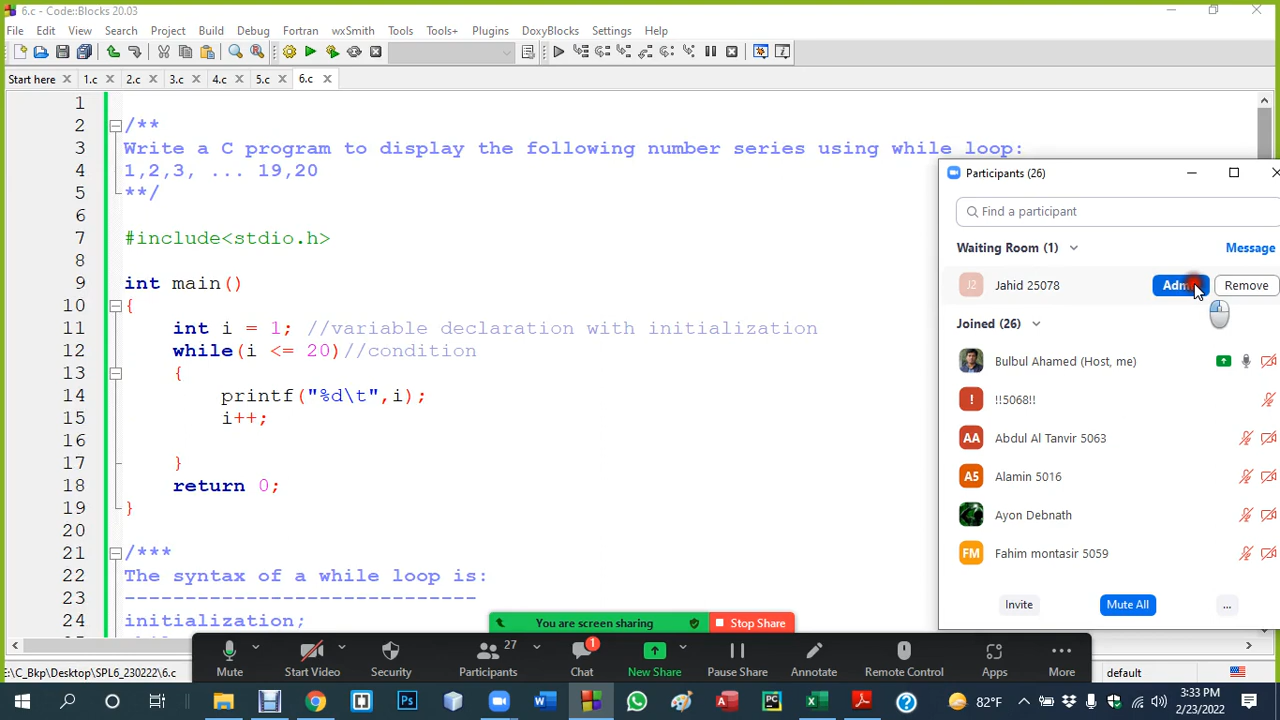 6.c - Code::Blocks 20.03
File Edit View Search Project Build Debug Fortran wxSmith Tools Tools+ Plugins DoxyBlocks Settings Help
Start here 1.c 2.c 3.c 4.c 5.c 6.c
1
2 /**
3 Write a C program to display the following number series using while loop:
4 1,2,3, ... 19,20
5 **/
6
7 #include<stdio.h>
8
9 int main()
10 {
11 int i = 1; //variable declaration with initialization
12 while(i <= 20)//condition
13 {
14 printf("%d\t",i);
15 i++;
16
17 }
18 return 0;
19 }
20
21 /***
22 The syntax of a while loop is:
23 -----------------------------
24 initialization;
Participants (26)
Find a participant
Waiting Room (1) Message
J2 Jahid 25078 Remove
Joined (26)
Bulbul Ahamed (Host, me)
! !!5068!!
AA Abdul Al Tanvir 5063
A5 Alamin 5016
Ayon Debnath
FM Fahim montasir 5059
Invite Mute All ...
You are screen sharing Stop Share
27 1
Mute Start Video Security Participants Chat New Share Pause Share Annotate Remote Control Apps More
E:\C_Bkp\Desktop\SPL6_230222\6.c default
82°F
3:33 PM
2/23/2022